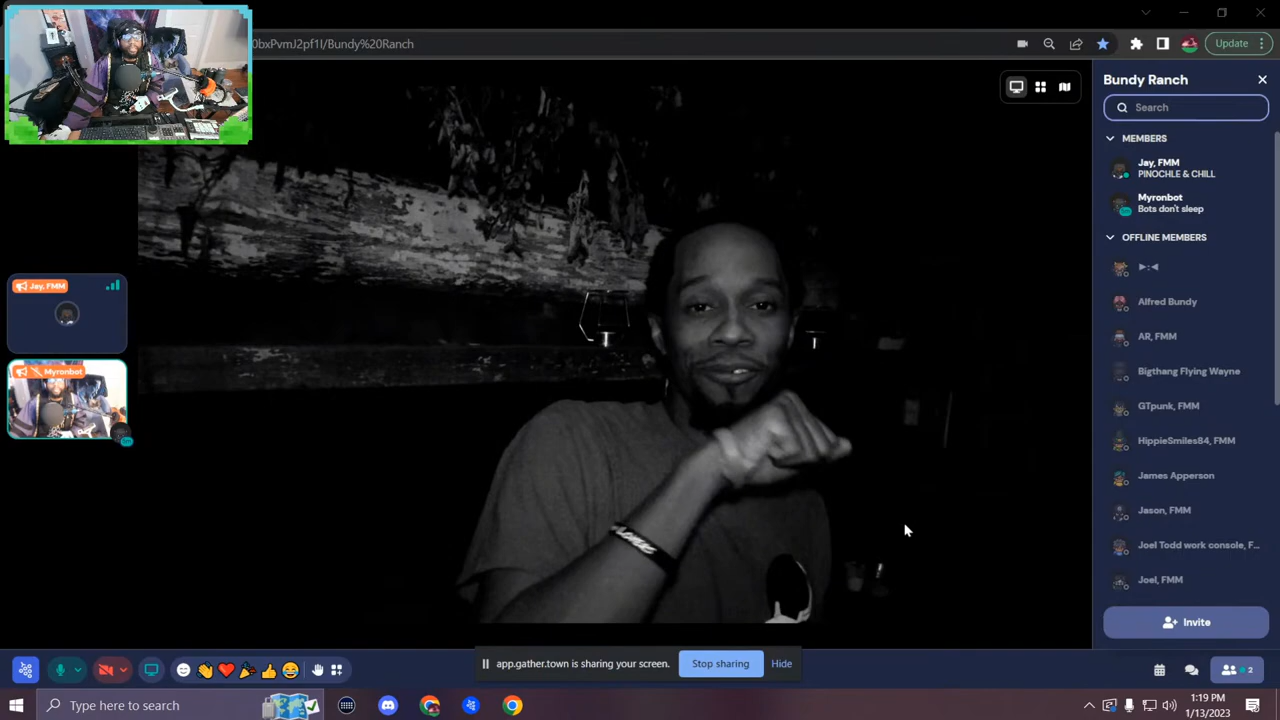 0bxPvmJ2pf1I/Bundy%20Ranch
Update
Bundy Ranch
Search
MEMBERS
Jay, FMM
PINOCHLE & CHILL
Myronbot
Bots don't sleep
OFFLINE MEMBERS
►:◄
Alfred Bundy
AR, FMM
Bigthang Flying Wayne
GTpunk, FMM
HippieSmiles84, FMM
James Apperson
Jason, FMM
Joel Todd work console, F...
Joel, FMM
Invite
Jay, FMM
Myronbot
app.gather.town is sharing your screen.
Stop sharing
Hide
2
Type here to search
1:19 PM
1/13/2023